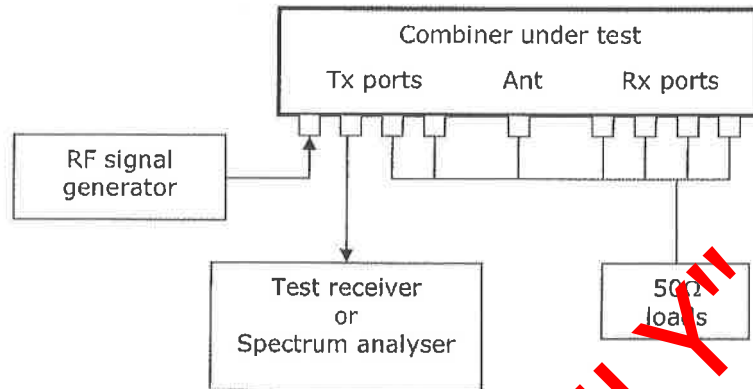 Combiner under test
Tx ports Ant Rx ports
RF signal
generator
Test receiver
or
Spectrum analyser
50Ω
loads
" Y"